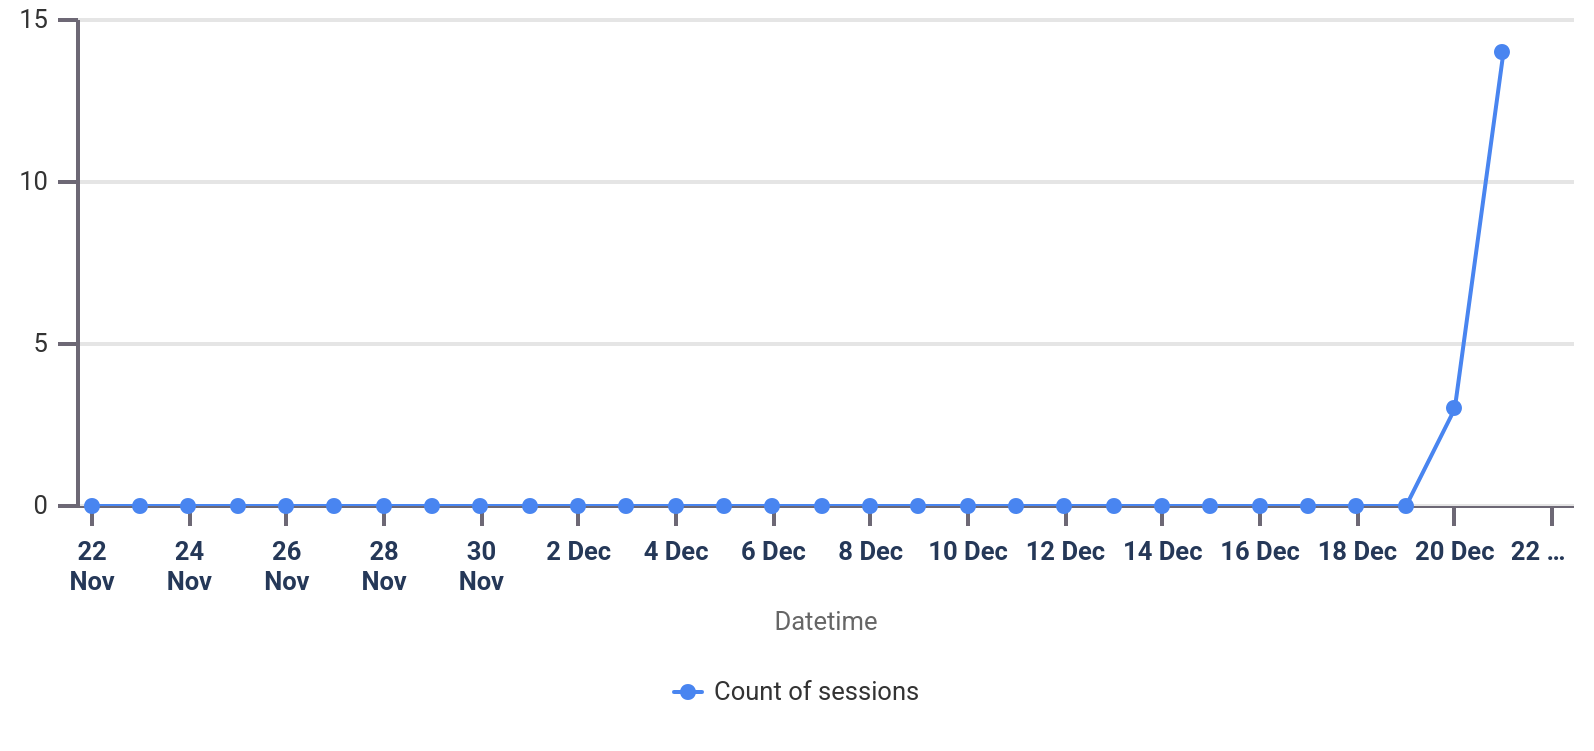 15
10
5
0
22 Nov
24 Nov
26 Nov
28 Nov
30 Nov
2 Dec
4 Dec
6 Dec
8 Dec
10 Dec
12 Dec
14 Dec
16 Dec
18 Dec
20 Dec
22 ...
Datetime
Count of sessions